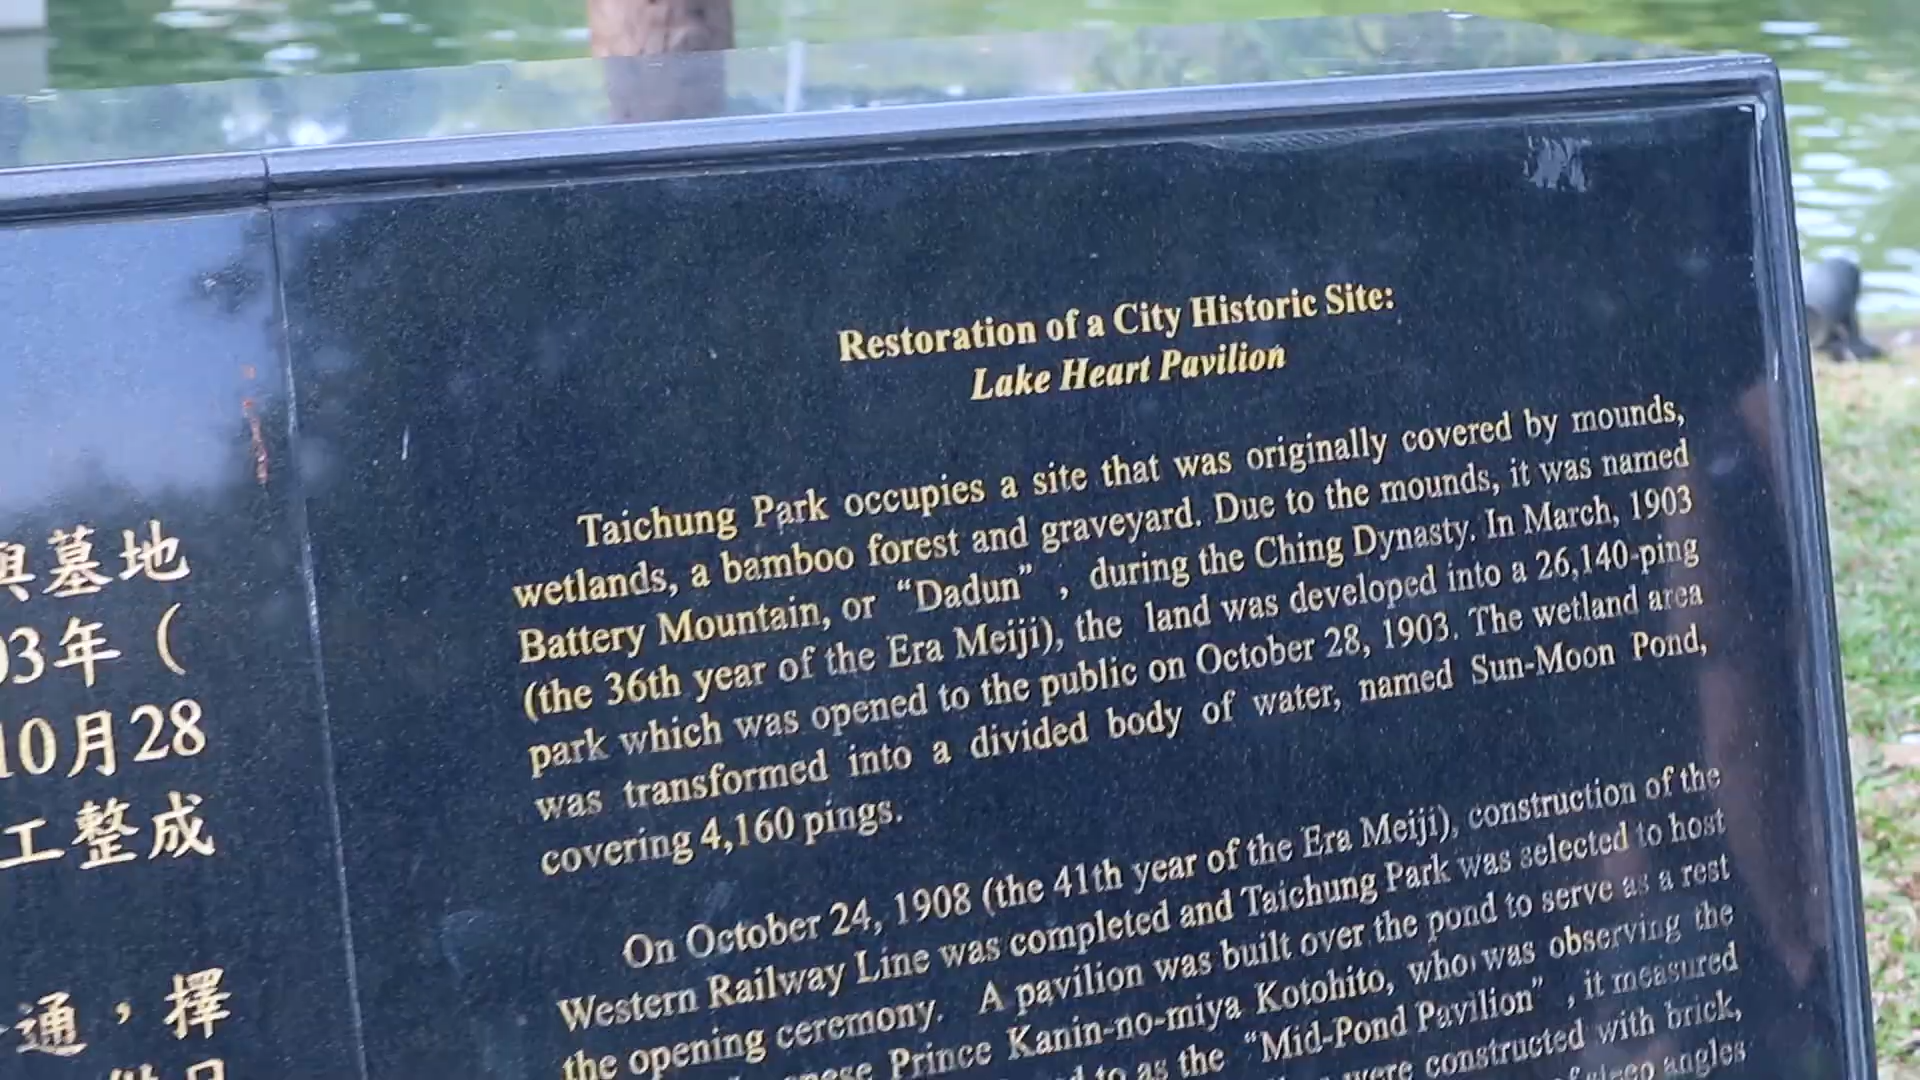 與墓地
03年（
10月28
工整成
通，擇
Restoration of a City Historic Site:
Lake Heart Pavilion
Taichung Park occupies a site that was originally covered by mounds,
wetlands, a bamboo forest and graveyard. Due to the mounds, it was named
Battery Mountain, or “Dadun” , during the Ching Dynasty. In March, 1903
(the 36th year of the Era Meiji), the land was developed into a 26,140-ping
park which was opened to the public on October 28, 1903. The wetland area
was transformed into a divided body of water, named Sun-Moon Pond,
covering 4,160 pings.
On October 24, 1908 (the 41th year of the Era Meiji), construction of the
Western Railway Line was completed and Taichung Park was selected to host
the opening ceremony. A pavilion was built over the pond to serve as a rest
Prince Kanin-no-miya Kotohito, who was observing the
to as the “Mid-Pond Pavilion” , it measured
were constructed with brick,
angles